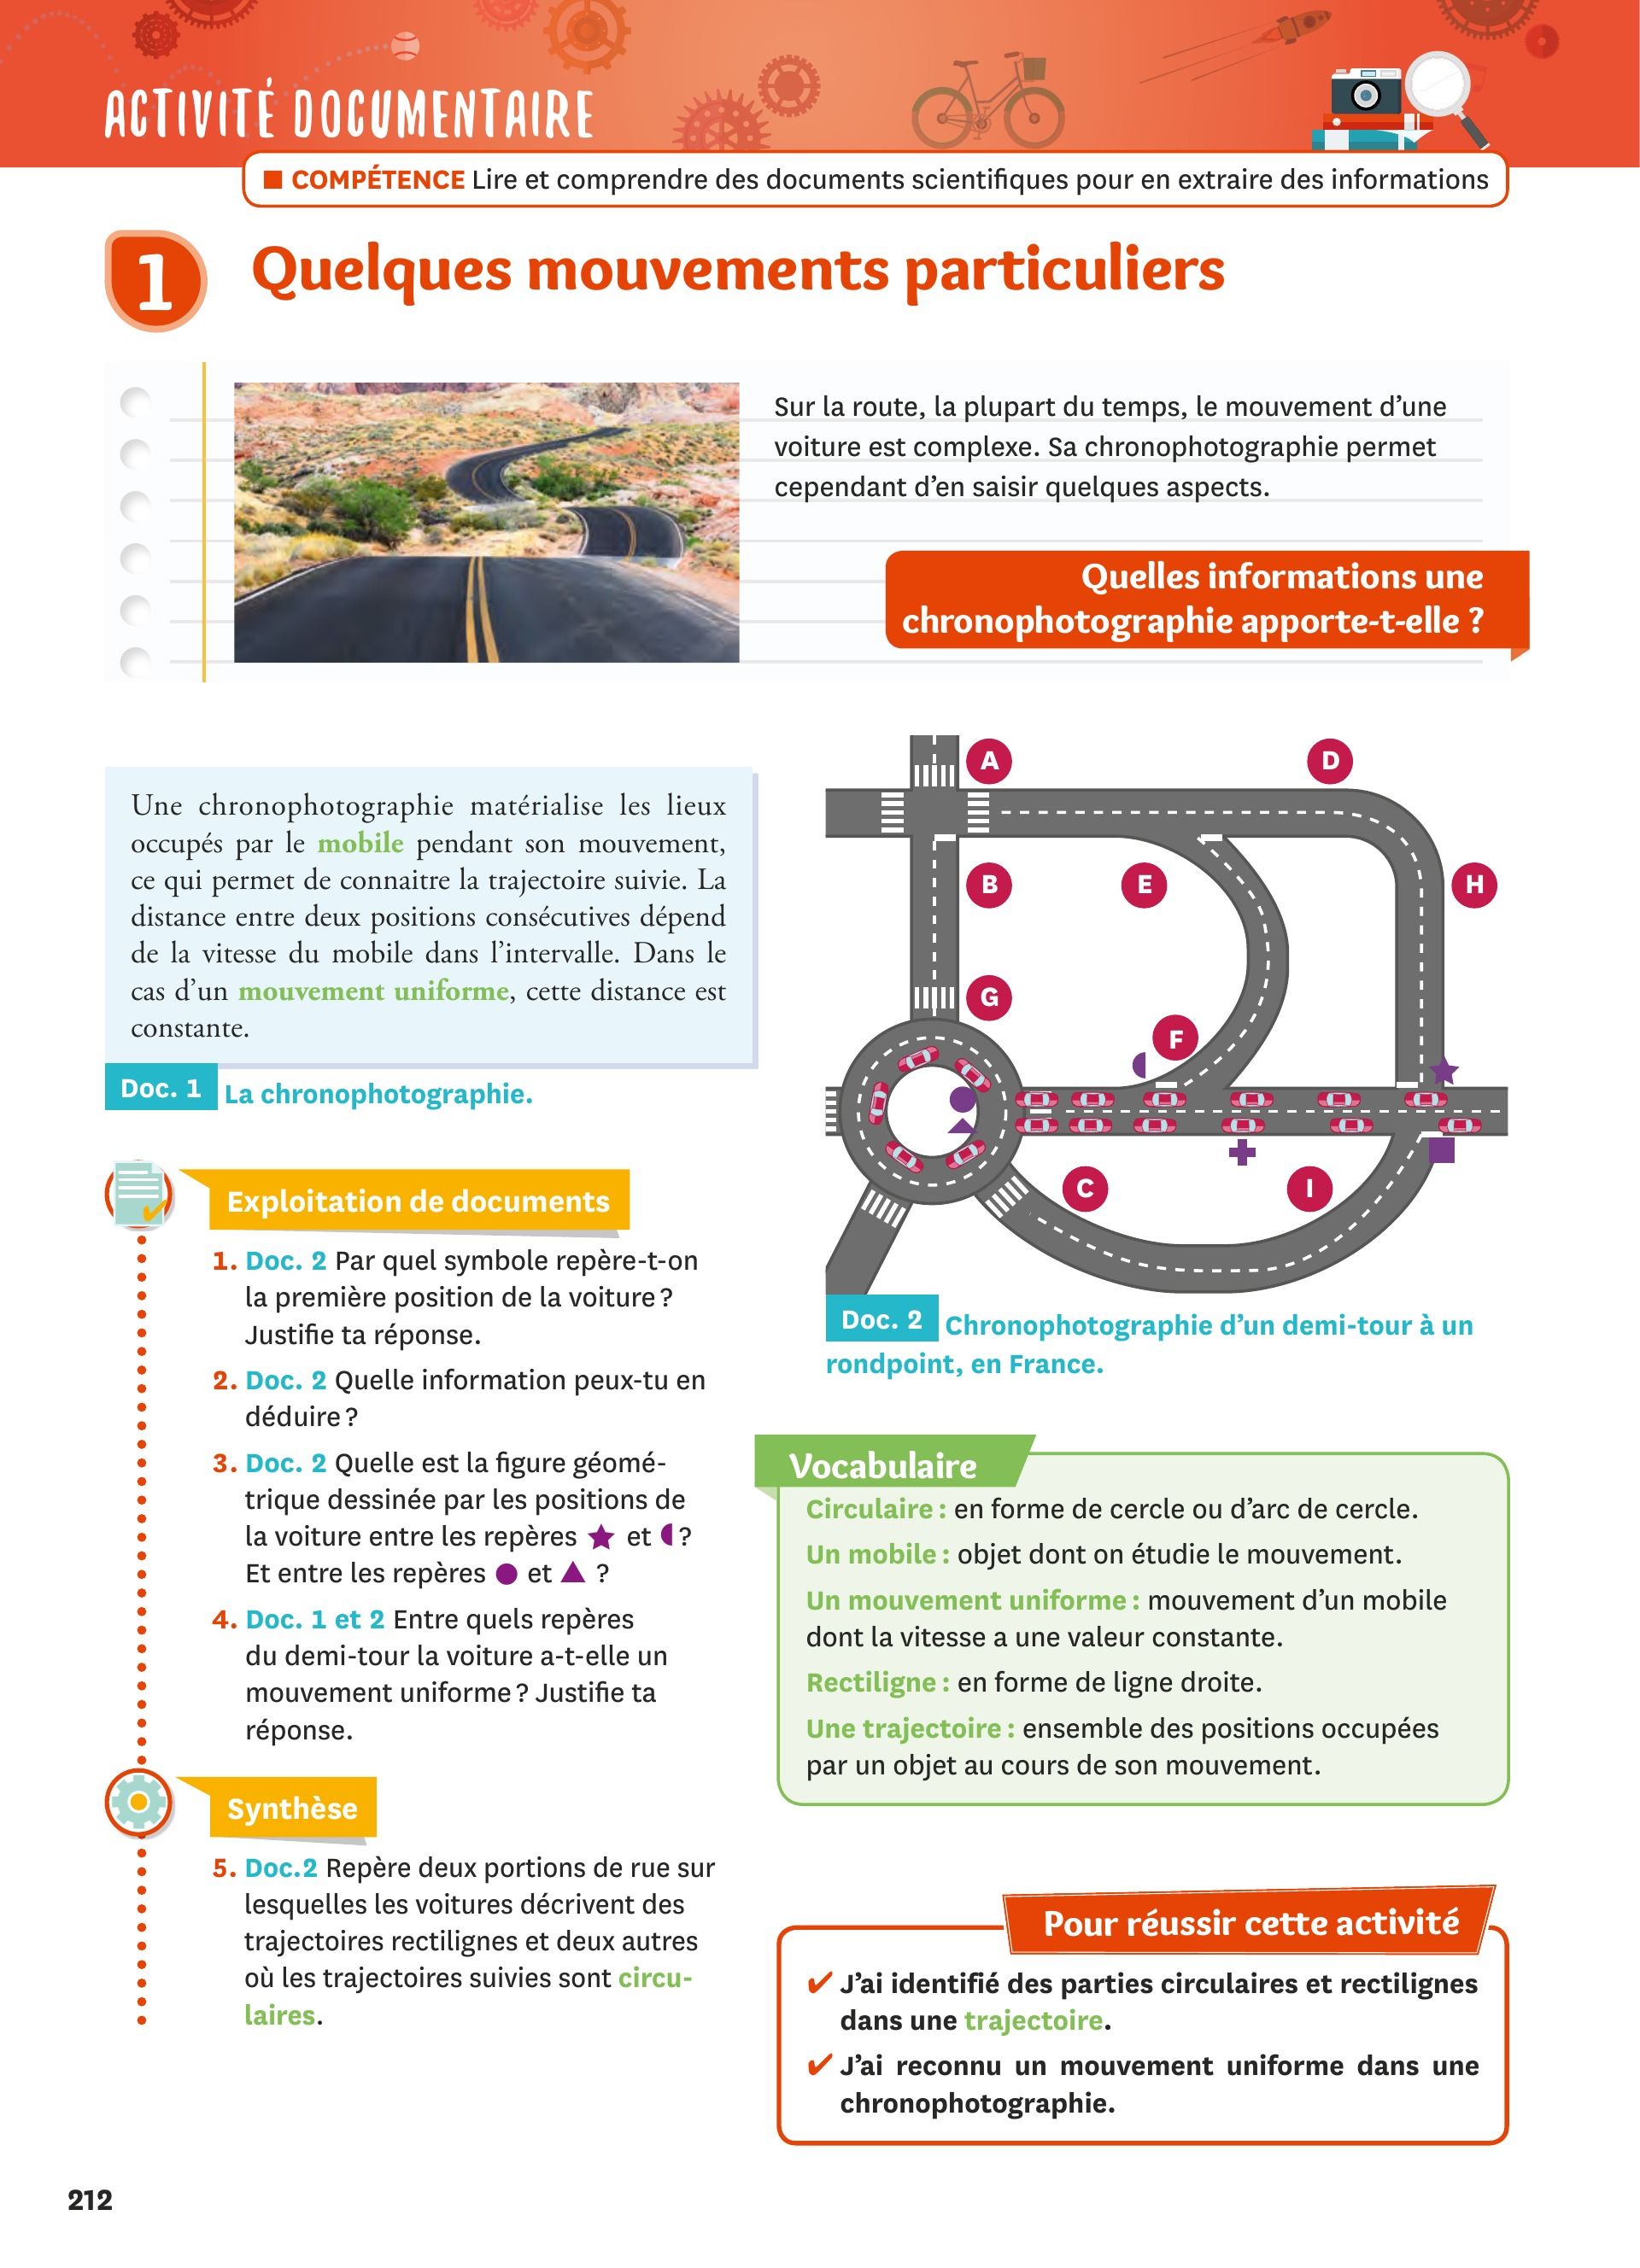 ACTIVITÉ DOCUMENTAIRE
■ COMPÉTENCE Lire et comprendre des documents scientifiques pour en extraire des informations
1 Quelques mouvements particuliers
Sur la route, la plupart du temps, le mouvement d’une
voiture est complexe. Sa chronophotographie permet
cependant d’en saisir quelques aspects.
Quelles informations une
chronophotographie apporte-t-elle ?
Une chronophotographie matérialise les lieux
occupés par le mobile pendant son mouvement,
ce qui permet de connaitre la trajectoire suivie. La
distance entre deux positions consécutives dépend
de la vitesse du mobile dans l’intervalle. Dans le
cas d’un mouvement uniforme, cette distance est
constante.
Doc. 1 La chronophotographie.
A
D
B
E
H
G
F
C
I
Doc. 2 Chronophotographie d’un demi-tour à un
rondpoint, en France.
Exploitation de documents
1. Doc. 2 Par quel symbole repère-t-on
la première position de la voiture ?
Justifie ta réponse.
2. Doc. 2 Quelle information peux-tu en
déduire ?
3. Doc. 2 Quelle est la figure géomé-
trique dessinée par les positions de
la voiture entre les repères ★ et ◖ ?
Et entre les repères ● et ▲ ?
4. Doc. 1 et 2 Entre quels repères
du demi-tour la voiture a-t-elle un
mouvement uniforme ? Justifie ta
réponse.
Synthèse
5. Doc.2 Repère deux portions de rue sur
lesquelles les voitures décrivent des
trajectoires rectilignes et deux autres
où les trajectoires suivies sont circu-
laires.
Vocabulaire
Circulaire : en forme de cercle ou d’arc de cercle.
Un mobile : objet dont on étudie le mouvement.
Un mouvement uniforme : mouvement d’un mobile
dont la vitesse a une valeur constante.
Rectiligne : en forme de ligne droite.
Une trajectoire : ensemble des positions occupées
par un objet au cours de son mouvement.
Pour réussir cette activité
✔ J’ai identifié des parties circulaires et rectilignes
dans une trajectoire.
✔ J’ai reconnu un mouvement uniforme dans une
chronophotographie.
212